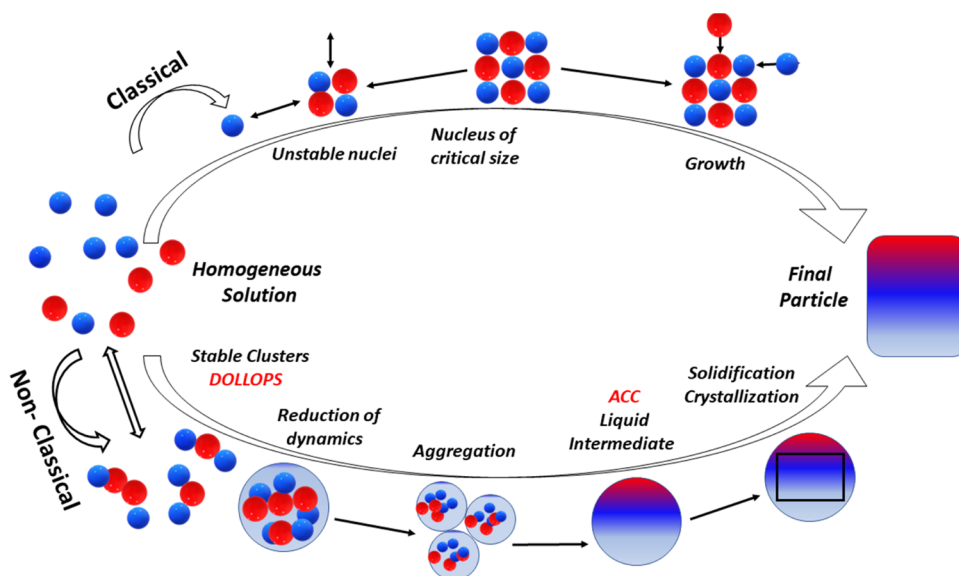 Classical
Unstable nuclei
Nucleus of
critical size
Growth
Homogeneous
Solution
Final
Particle
Non- Classical
Stable Clusters
DOLLOPS
Reduction of
dynamics
Aggregation
ACC
Liquid
Intermediate
Solidification
Crystallization